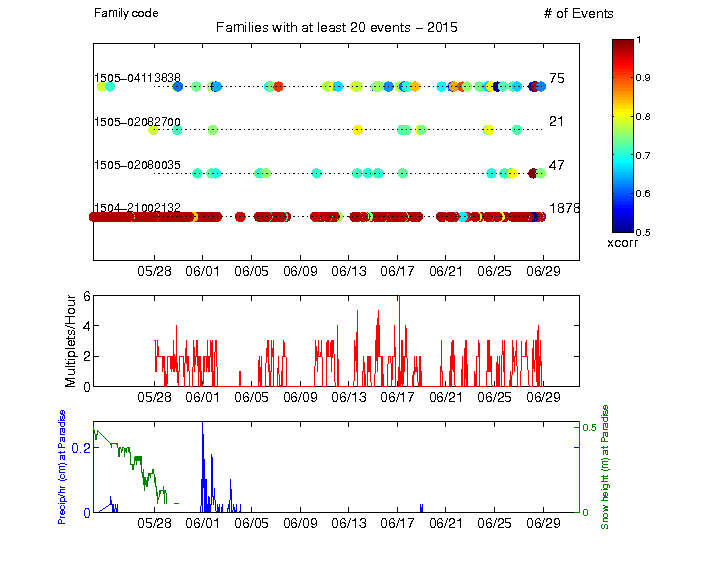 Family code
# of Events
Families with at least 20 events – 2015
1505–04113838
75
1505–02082700
21
1505–02080035
47
1504–21002132
1878
05/28 06/01 06/05 06/09 06/13 06/17 06/21 06/25 06/29
1
0.9
0.8
0.7
0.6
0.5
xcorr
Multiplets/Hour
6
4
2
0
05/28 06/01 06/05 06/09 06/13 06/17 06/21 06/25 06/29
Precip/hr (cm) at Paradise
0.2
0
0.5
0
Snow height (m) at Paradise
05/28 06/01 06/05 06/09 06/13 06/17 06/21 06/25 06/29